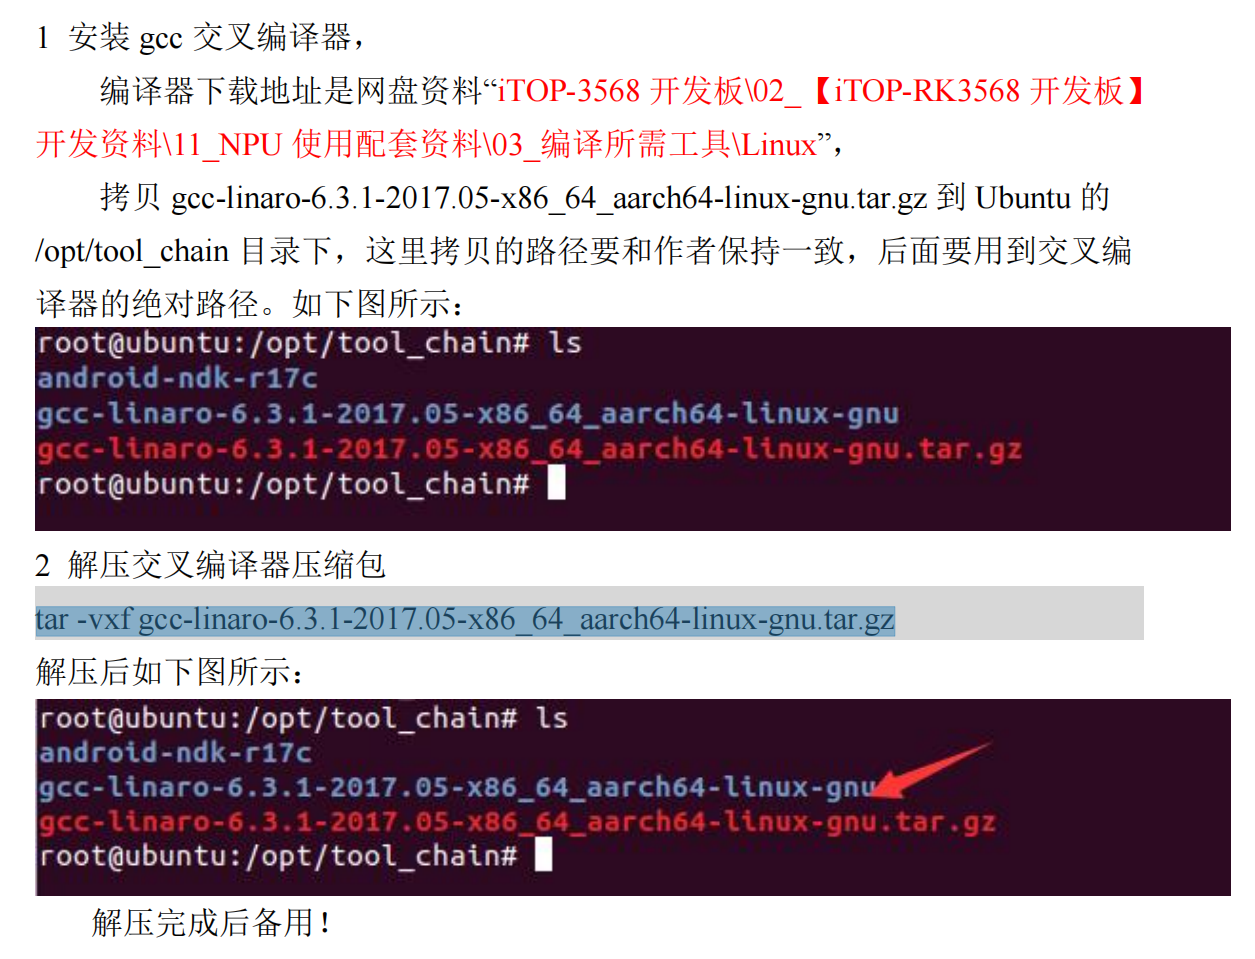 1 安装 gcc 交叉编译器，
编译器下载地址是网盘资料“iTOP-3568 开发板\02_【iTOP-RK3568 开发板】
开发资料\11_NPU 使用配套资料\03_编译所需工具\Linux”，
拷贝 gcc-linaro-6.3.1-2017.05-x86_64_aarch64-linux-gnu.tar.gz 到 Ubuntu 的
/opt/tool_chain 目录下，这里拷贝的路径要和作者保持一致，后面要用到交叉编
译器的绝对路径。如下图所示：
root@ubuntu:/opt/tool_chain# ls
android-ndk-r17c
gcc-linaro-6.3.1-2017.05-x86_64_aarch64-linux-gnu
gcc-linaro-6.3.1-2017.05-x86_64_aarch64-linux-gnu.tar.gz
root@ubuntu:/opt/tool_chain#
2 解压交叉编译器压缩包
tar -vxf gcc-linaro-6.3.1-2017.05-x86_64_aarch64-linux-gnu.tar.gz
解压后如下图所示：
root@ubuntu:/opt/tool_chain# ls
android-ndk-r17c
gcc-linaro-6.3.1-2017.05-x86_64_aarch64-linux-gnu
gcc-linaro-6.3.1-2017.05-x86_64_aarch64-linux-gnu.tar.gz
root@ubuntu:/opt/tool_chain#
解压完成后备用！